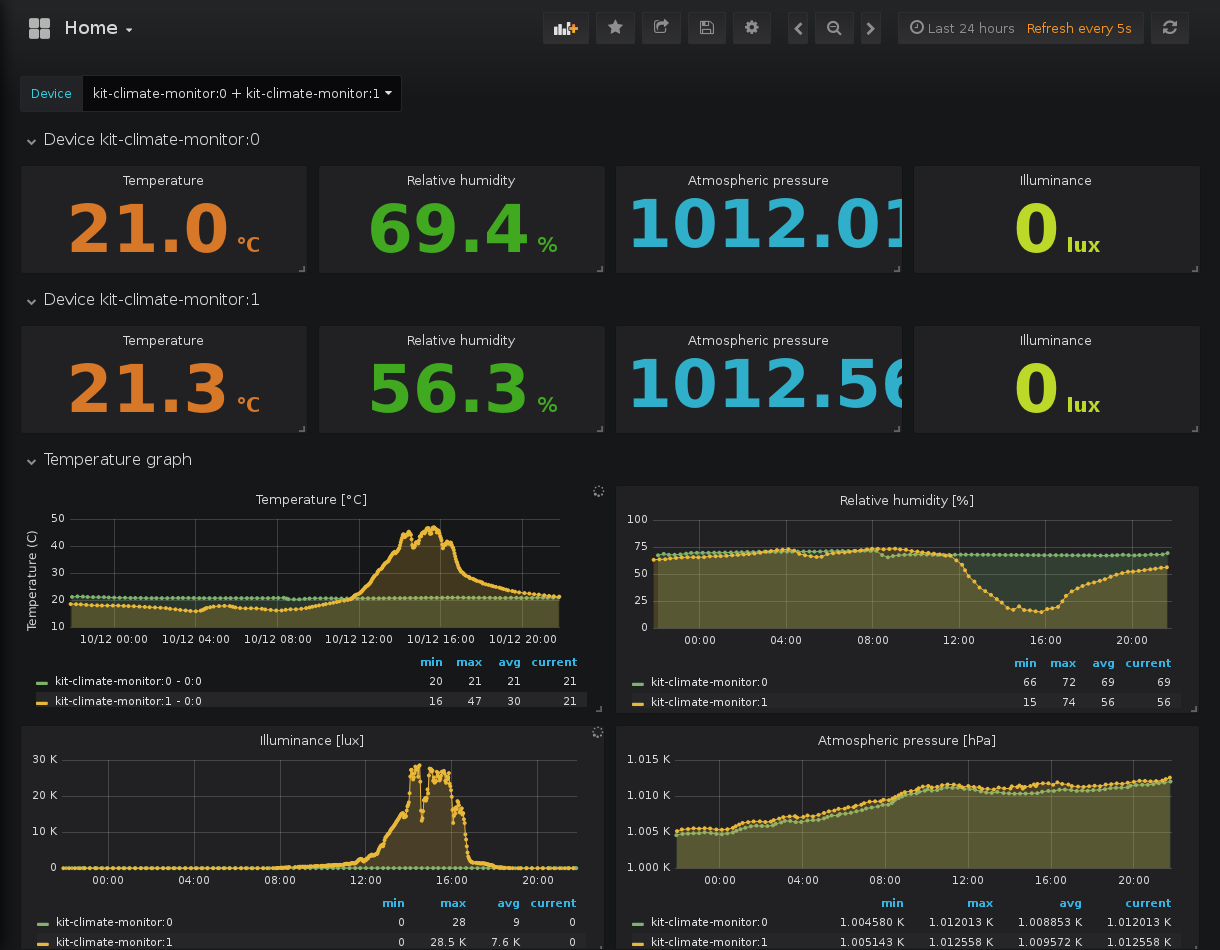 Home
Last 24 hours Refresh every 5s
Device kit-climate-monitor:0 + kit-climate-monitor:1
Device kit-climate-monitor:0
Temperature Relative humidity Atmospheric pressure Illuminance
21.0 °C 69.4 % 1012.01 0 lux
Device kit-climate-monitor:1
Temperature Relative humidity Atmospheric pressure Illuminance
21.3 °C 56.3 % 1012.56 0 lux
Temperature graph
Temperature [°C]
Temperature (C)
50
40
30
20
10
10/12 00:00 10/12 04:00 10/12 08:00 10/12 12:00 10/12 16:00 10/12 20:00
min max avg current
kit-climate-monitor:0 - 0:0 20 21 21 21
kit-climate-monitor:1 - 0:0 16 47 30 21
Relative humidity [%]
100
75
50
25
0
00:00 04:00 08:00 12:00 16:00 20:00
min max avg current
kit-climate-monitor:0 66 72 69 69
kit-climate-monitor:1 15 74 56 56
Illuminance [lux]
30 K
20 K
10 K
0
00:00 04:00 08:00 12:00 16:00 20:00
min max avg current
kit-climate-monitor:0 0 28 9 0
kit-climate-monitor:1 0 28.5 K 7.6 K 0
Atmospheric pressure [hPa]
1.015 K
1.010 K
1.005 K
1.000 K
00:00 04:00 08:00 12:00 16:00 20:00
min max avg current
kit-climate-monitor:0 1.004580 K 1.012013 K 1.008853 K 1.012013 K
kit-climate-monitor:1 1.005143 K 1.012558 K 1.009572 K 1.012558 K